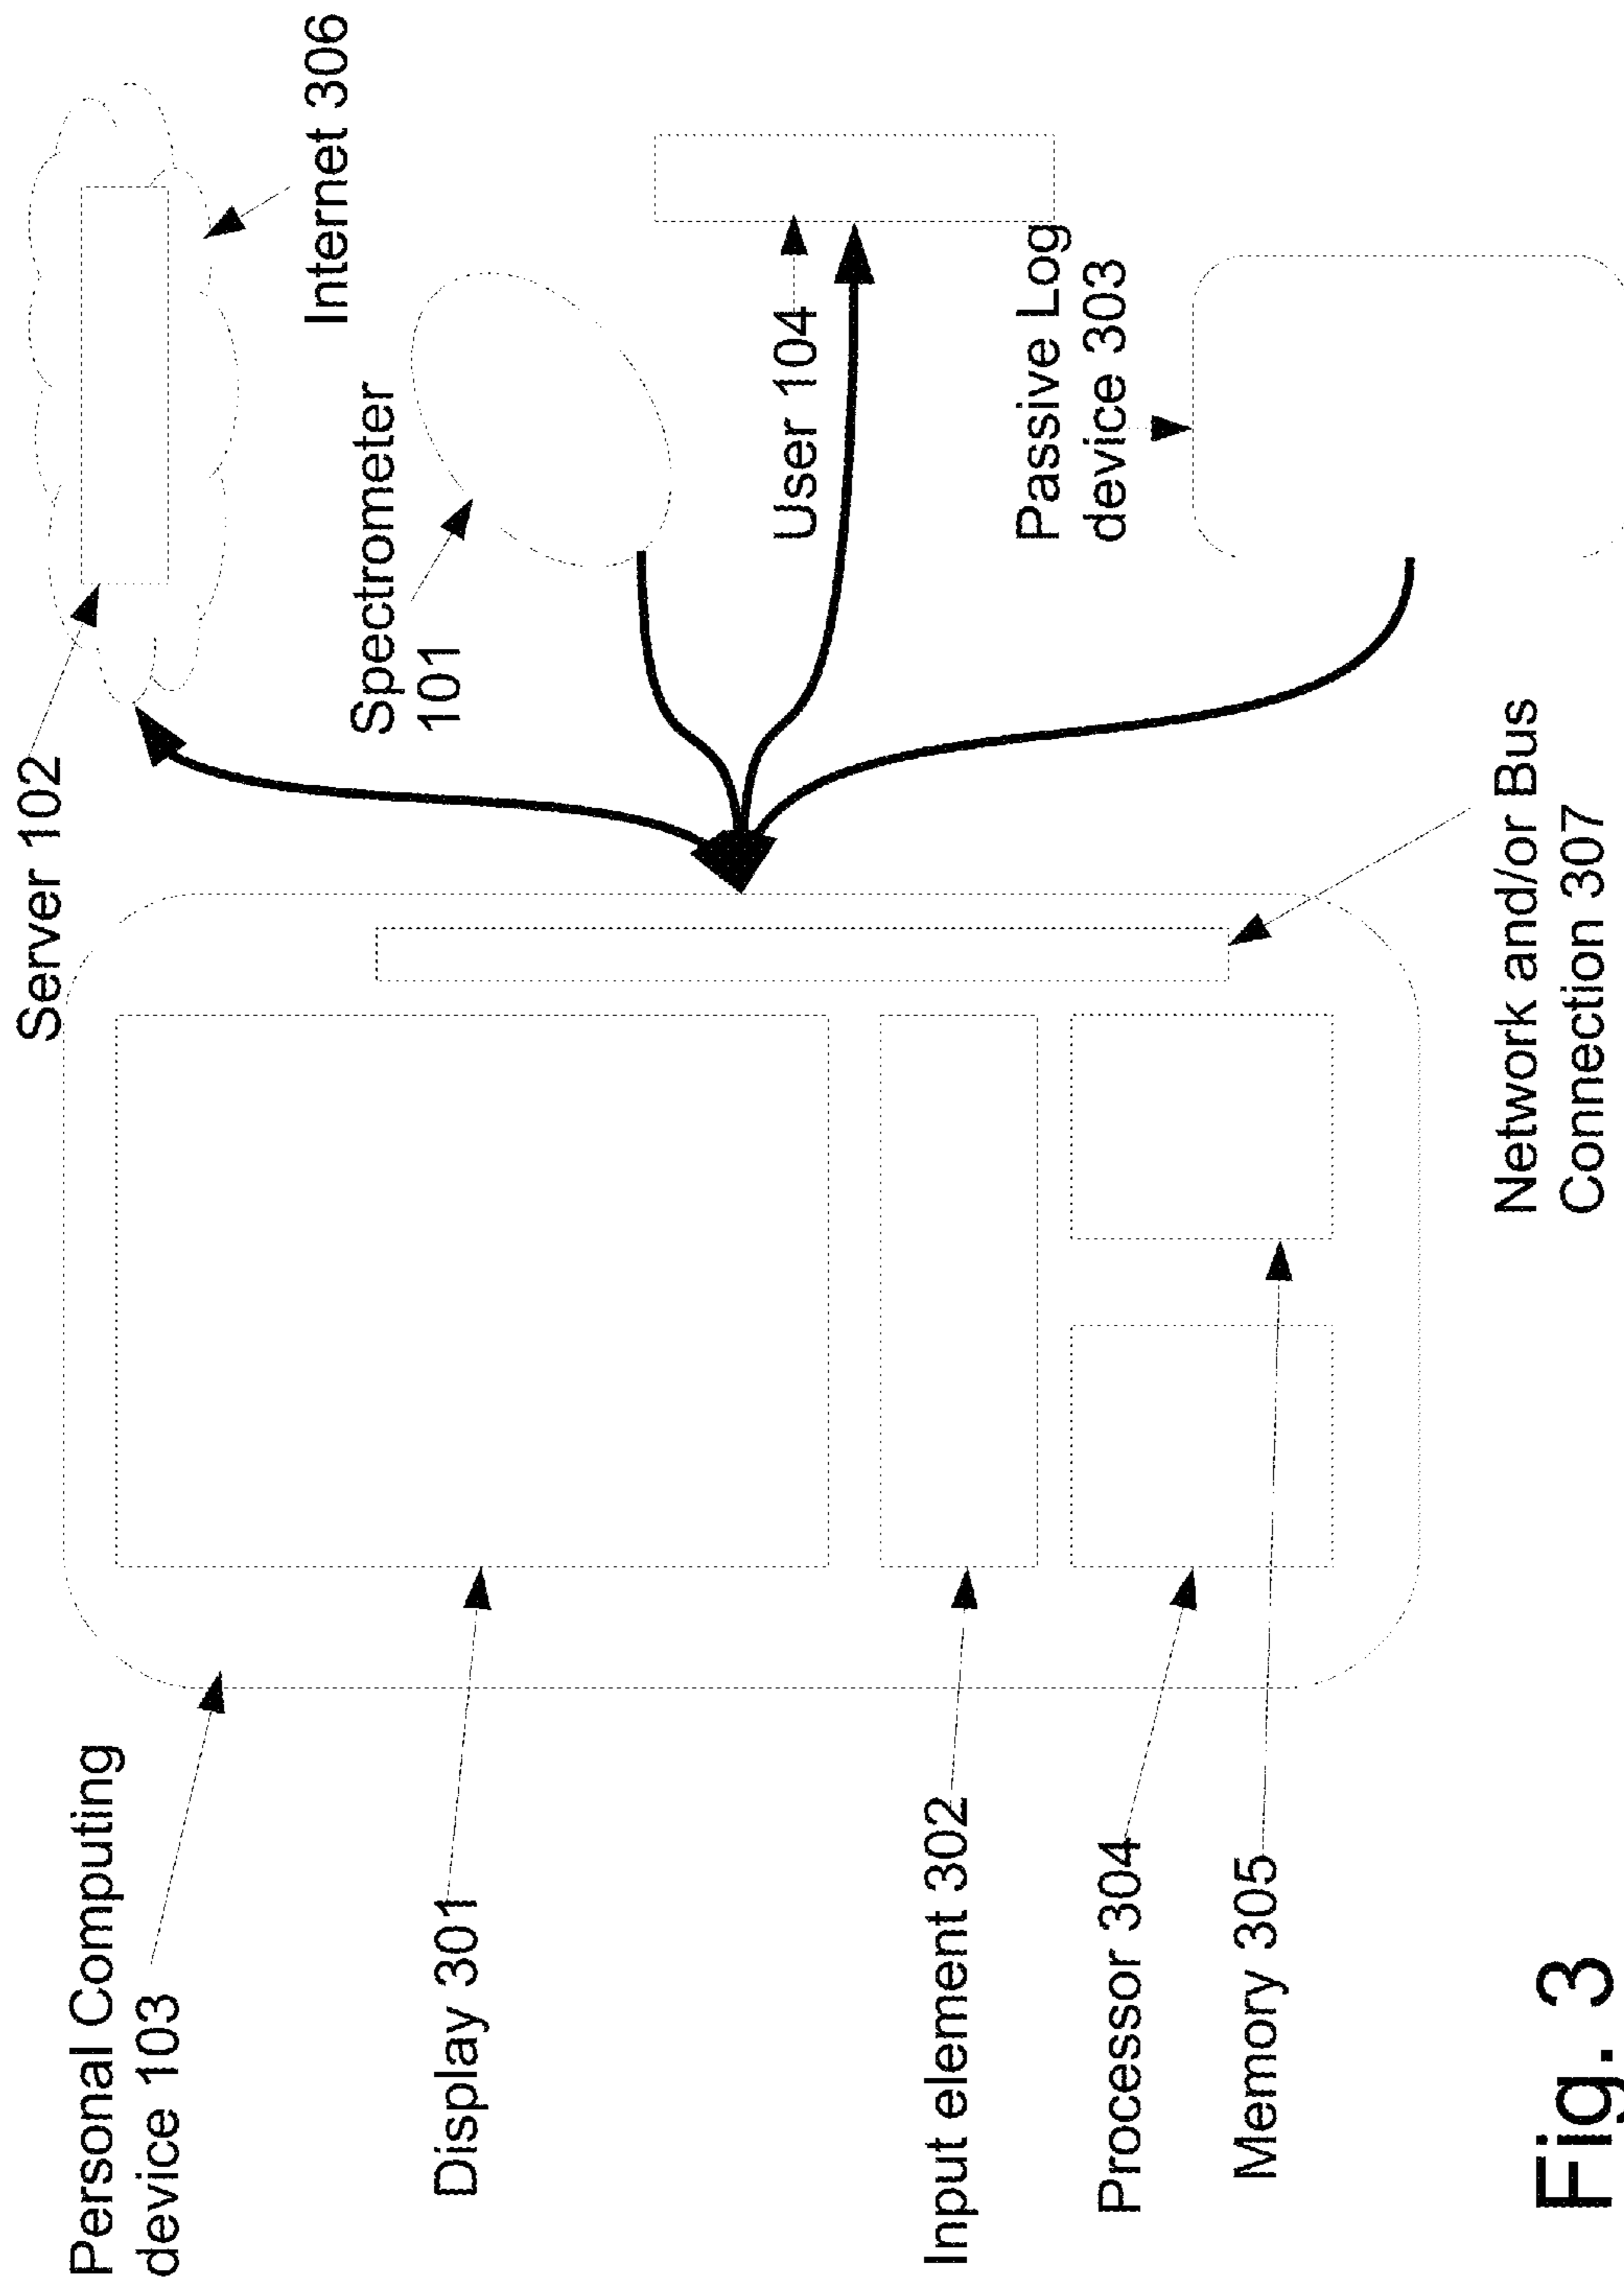 Personal Computing
device 103
Server 102
Internet 306
Spectrometer
101
Display 301
User 104
Input element 302
Passive Log
device 303
Processor 304
Memory 305
Network and/or Bus
Connection 307
Fig. 3